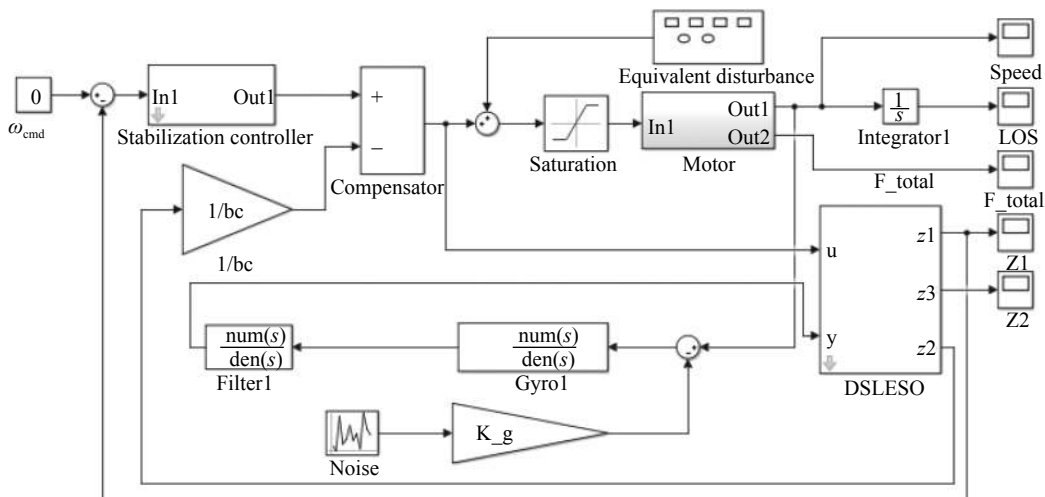 Equivalent disturbance
Speed
0
ω_cmd
In1
Out1
Stabilization controller
+
−
Compensator
Saturation
In1
Out1
Out2
Motor
1
s
Integrator1
LOS
F_total
F_total
1/bc
1/bc
u
y
z1
z3
z2
DSLESO
Z1
Z2
num(s)
den(s)
Filter1
num(s)
den(s)
Gyro1
Noise
K_g